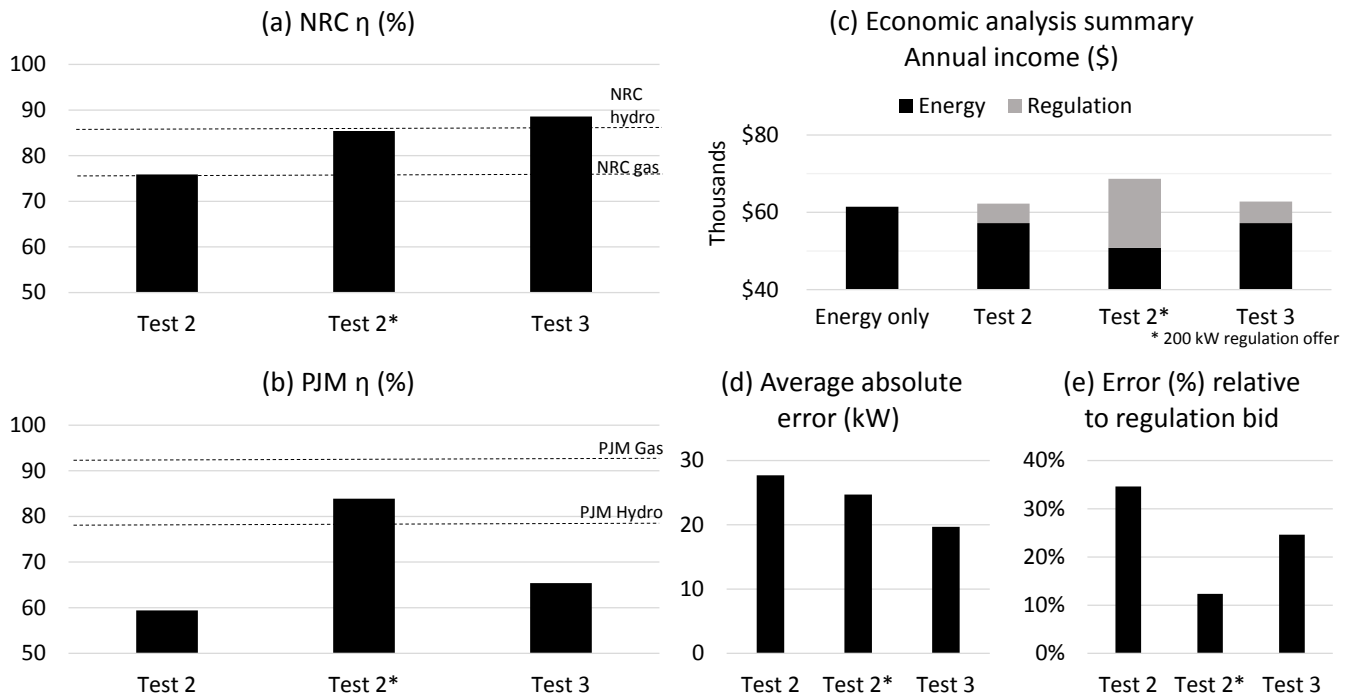 (a) NRC η (%)
100
90
80
70
60
50
NRC
hydro
NRC gas
Test 2
Test 2*
Test 3
(c) Economic analysis summary
Annual income ($)
Energy
Regulation
Thousands
$80
$60
$40
Energy only
Test 2
Test 2*
Test 3
* 200 kW regulation offer
(b) PJM η (%)
100
90
80
70
60
50
PJM Gas
PJM Hydro
Test 2
Test 2*
Test 3
(d) Average absolute
error (kW)
30
20
10
0
Test 2
Test 2*
Test 3
(e) Error (%) relative
to regulation bid
40%
30%
20%
10%
0%
Test 2
Test 2*
Test 3